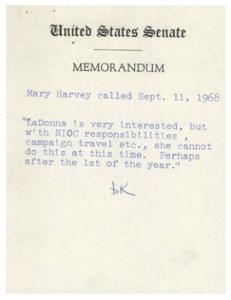 United States Senate
MEMORANDUM
Mary Harvey called Sept. 11, 1968
"LaDonna is very interested, but
with NIOC responsibilities ,
campaign travel etc., she cannot
do this at this time. Perhaps
after the 1st of the year."
bK